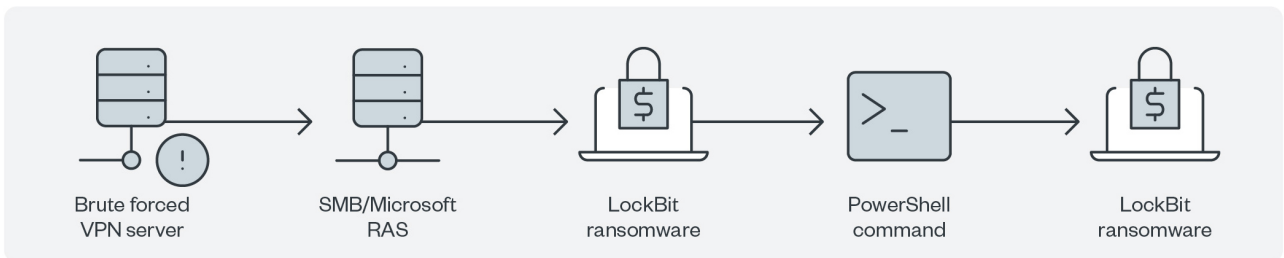 Brute forced
VPN server
SMB/Microsoft
RAS
$
LockBit
ransomware
>_
PowerShell
command
$
LockBit
ransomware
!